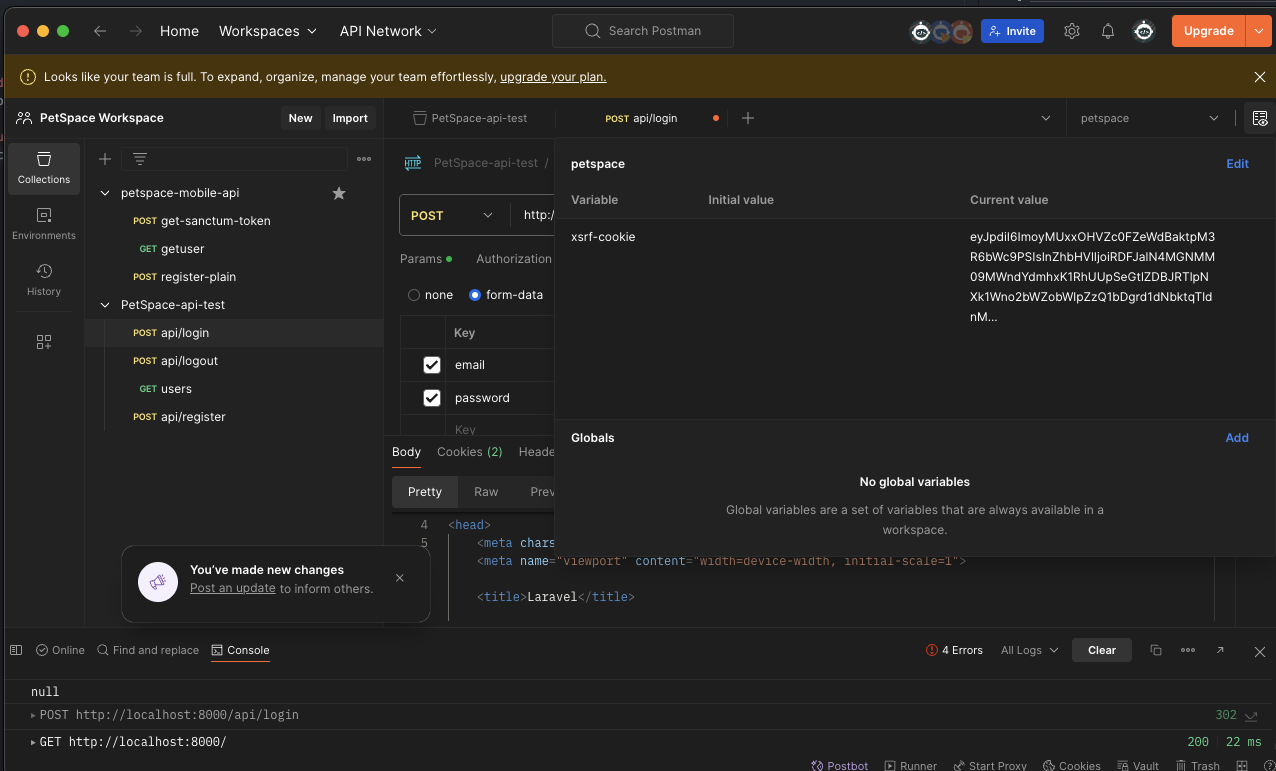 Home
Workspaces
API Network
Search Postman
Invite
Upgrade
Looks like your team is full. To expand, organize, manage your team effortlessly, upgrade your plan.
PetSpace Workspace
New
Import
PetSpace-api-test
POST api/login
petspace
Collections
Environments
History
petspace-mobile-api
POST get-sanctum-token
GET getuser
POST register-plain
PetSpace-api-test
POST api/login
POST api/logout
GET users
POST api/register
HTTP
PetSpace-api-test /
POST
http:/
Params
Authorization
none
form-data
Key
email
password
Key
Body
Cookies (2)
Heade
Pretty
Raw
Prev
4 <head>
5 <meta chars
<meta name="viewport" content="width=device-width, initial-scale=1">
<title>Laravel</title>
petspace
Edit
Variable
Initial value
Current value
xsrf-cookie
Globals
Add
No global variables
Global variables are a set of variables that are always available in a
workspace.
You've made new changes
Post an update to inform others.
Online
Find and replace
Console
4 Errors
All Logs
Clear
null
POST http://localhost:8000/api/login
302
GET http://localhost:8000/
200
22 ms
Postbot
Runner
Start Proxy
Cookies
Vault
Trash